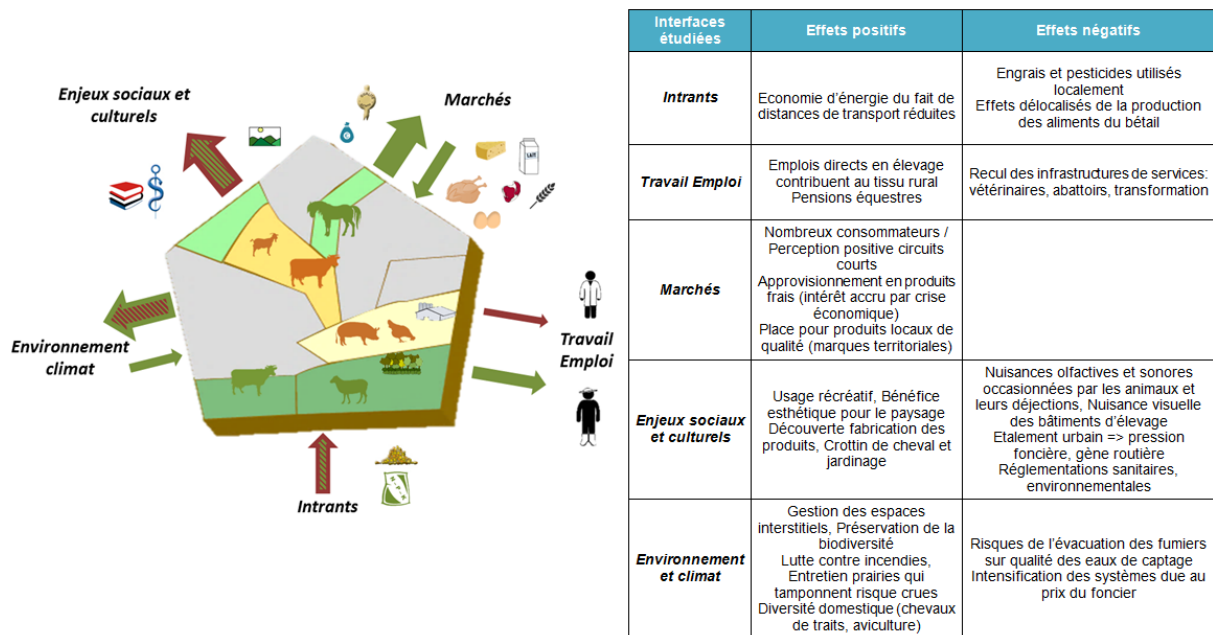 Enjeux sociaux et
culturels
Marchés
LAIT
Environnement
climat
Travail
Emploi
Intrants
Interfaces
étudiées
Effets positifs
Effets négatifs
Intrants
Economie d'énergie du fait de
distances de transport réduites
Engrais et pesticides utilisés
localement
Effets délocalisés de la production
des aliments du bétail
Travail Emploi
Emplois directs en élevage
contribuent au tissu rural
Pensions équestres
Recul des infrastructures de services:
vétérinaires, abattoirs, transformation
Marchés
Nombreux consommateurs /
Perception positive circuits
courts
Approvisionnement en produits
frais (intérêt accru par crise
économique)
Place pour produits locaux de
qualité (marques territoriales)
Enjeux sociaux
et culturels
Usage récréatif, Bénéfice
esthétique pour le paysage
Découverte fabrication des
produits, Crottin de cheval et
jardinage
Nuisances olfactives et sonores
occasionnées par les animaux et
leurs déjections, Nuisance visuelle
des bâtiments d'élevage
Etalement urbain => pression
foncière, gène routière
Réglementations sanitaires,
environnementales
Environnement
et climat
Gestion des espaces
interstitiels, Préservation de la
biodiversité
Lutte contre incendies,
Entretien prairies qui
tamponnent risque crues
Diversité domestique (chevaux
de traits, aviculture)
Risques de l'évacuation des fumiers
sur qualité des eaux de captage
Intensification des systèmes due au
prix du foncier